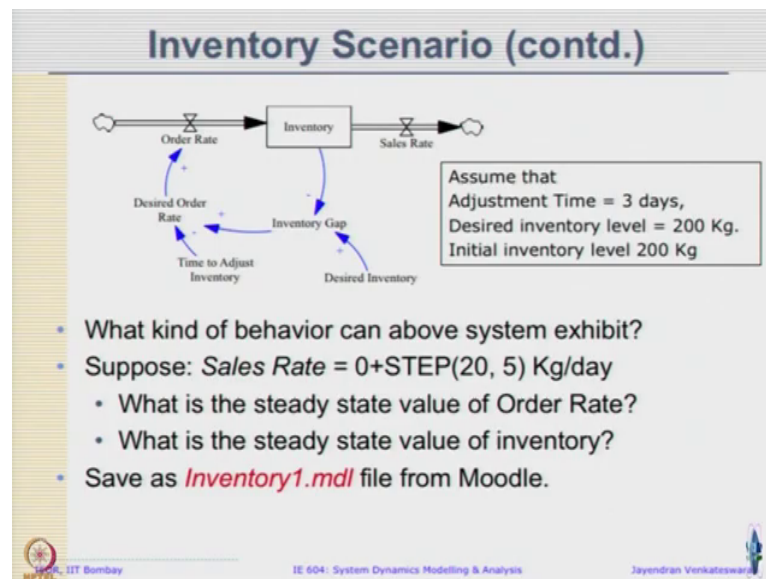 Inventory Scenario (contd.)
Order Rate
Inventory
Sales Rate
Desired Order
Rate
Inventory Gap
Time to Adjust
Inventory
Desired Inventory
+
+
-
-
+
Assume that
Adjustment Time = 3 days,
Desired inventory level = 200 Kg.
Initial inventory level 200 Kg
• What kind of behavior can above system exhibit?
• Suppose: Sales Rate = 0+STEP(20, 5) Kg/day
• What is the steady state value of Order Rate?
• What is the steady state value of inventory?
• Save as Inventory1.mdl file from Moodle.
IIT Bombay
IE 604: System Dynamics Modelling & Analysis
Jayendran Venkateswaran
NPTEL